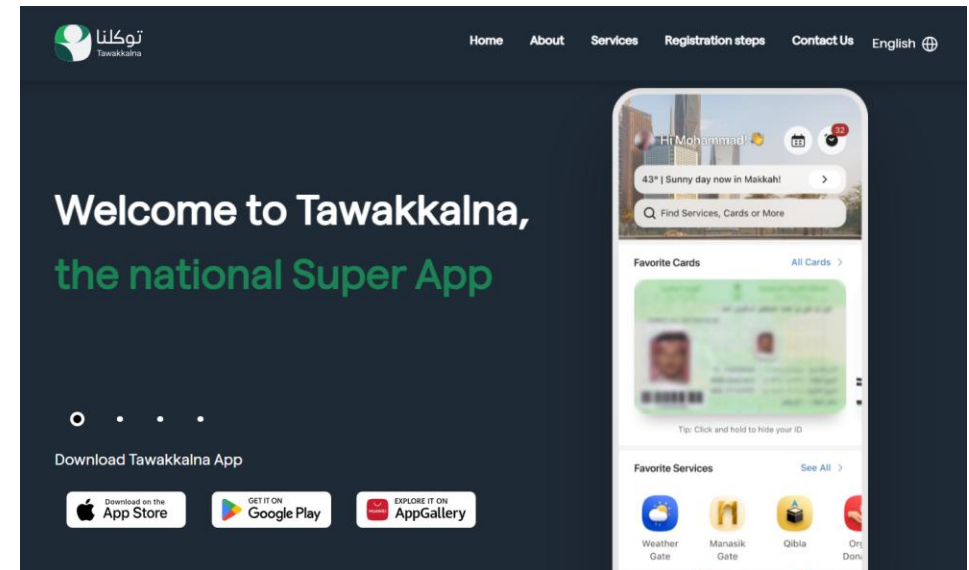 توكلنا
Tawakkalna
Home About Services Registration steps Contact Us English
Welcome to Tawakkalna,
the national Super App
Download Tawakkalna App
Download on the
App Store
GET IT ON
Google Play
HUAWEI
EXPLORE IT ON
AppGallery
Hi Mohammad!
32
43° | Sunny day now in Makkah!
Find Services, Cards or More
Favorite Cards All Cards
Tip: Click and hold to hide your ID
Favorite Services See All
Weather
Gate
Manasik
Gate
Qibla
Org
Dona